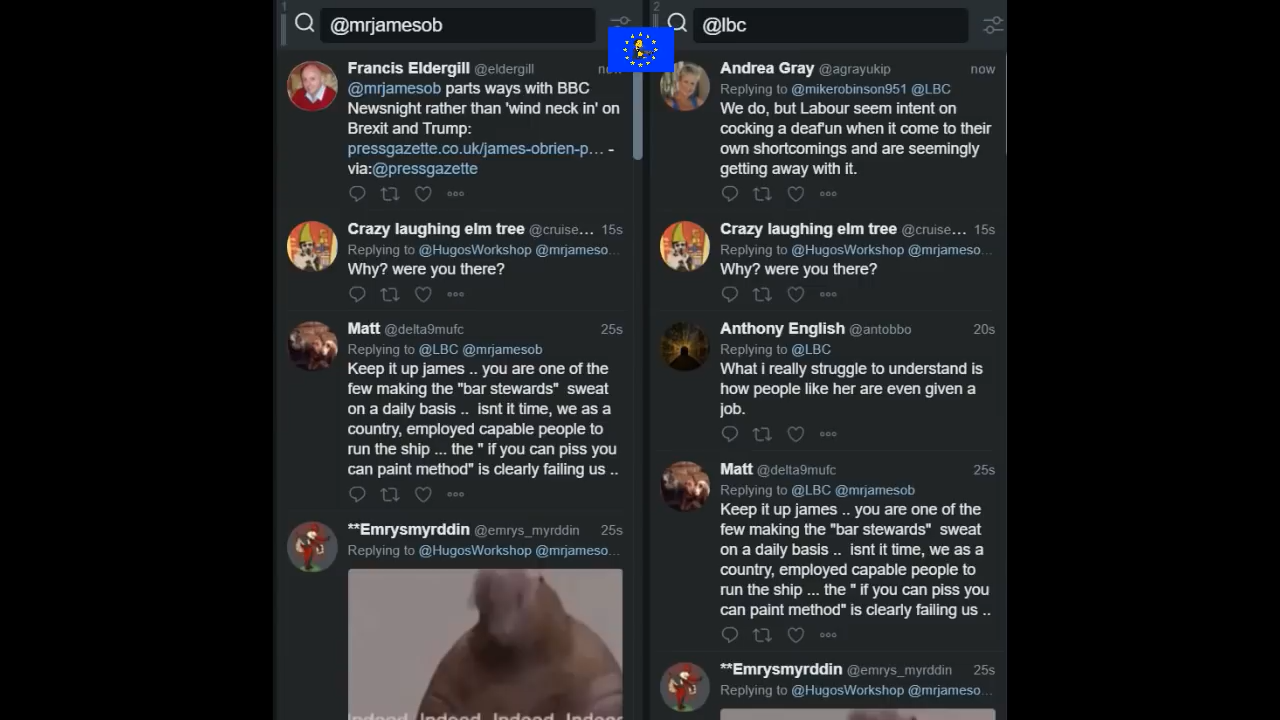 1
@mrjamesob
Francis Eldergill @eldergill now
@mrjamesob parts ways with BBC
Newsnight rather than 'wind neck in' on
Brexit and Trump:
pressgazette.co.uk/james-obrien-p… -
via:@pressgazette
Crazy laughing elm tree @cruise… 15s
Replying to @HugosWorkshop @mrjameso…
Why? were you there?
Matt @delta9mufc 25s
Replying to @LBC @mrjamesob
Keep it up james .. you are one of the
few making the "bar stewards"  sweat
on a daily basis ..  isnt it time, we as a
country, employed capable people to
run the ship ... the " if you can piss you
can paint method" is clearly failing us ..
**Emrysmyrddin @emrys_myrddin 25s
Replying to @HugosWorkshop @mrjameso…
Indeed. Indeed. Indeed. Indeed
2
@lbc
Andrea Gray @agrayukip now
Replying to @mikerobinson951 @LBC
We do, but Labour seem intent on
cocking a deaf'un when it come to their
own shortcomings and are seemingly
getting away with it.
Crazy laughing elm tree @cruise… 15s
Replying to @HugosWorkshop @mrjameso…
Why? were you there?
Anthony English @antobbo 20s
Replying to @LBC
What i really struggle to understand is
how people like her are even given a
job.
Matt @delta9mufc 25s
Replying to @LBC @mrjamesob
Keep it up james .. you are one of the
few making the "bar stewards"  sweat
on a daily basis ..  isnt it time, we as a
country, employed capable people to
run the ship ... the " if you can piss you
can paint method" is clearly failing us ..
**Emrysmyrddin @emrys_myrddin 25s
Replying to @HugosWorkshop @mrjameso…